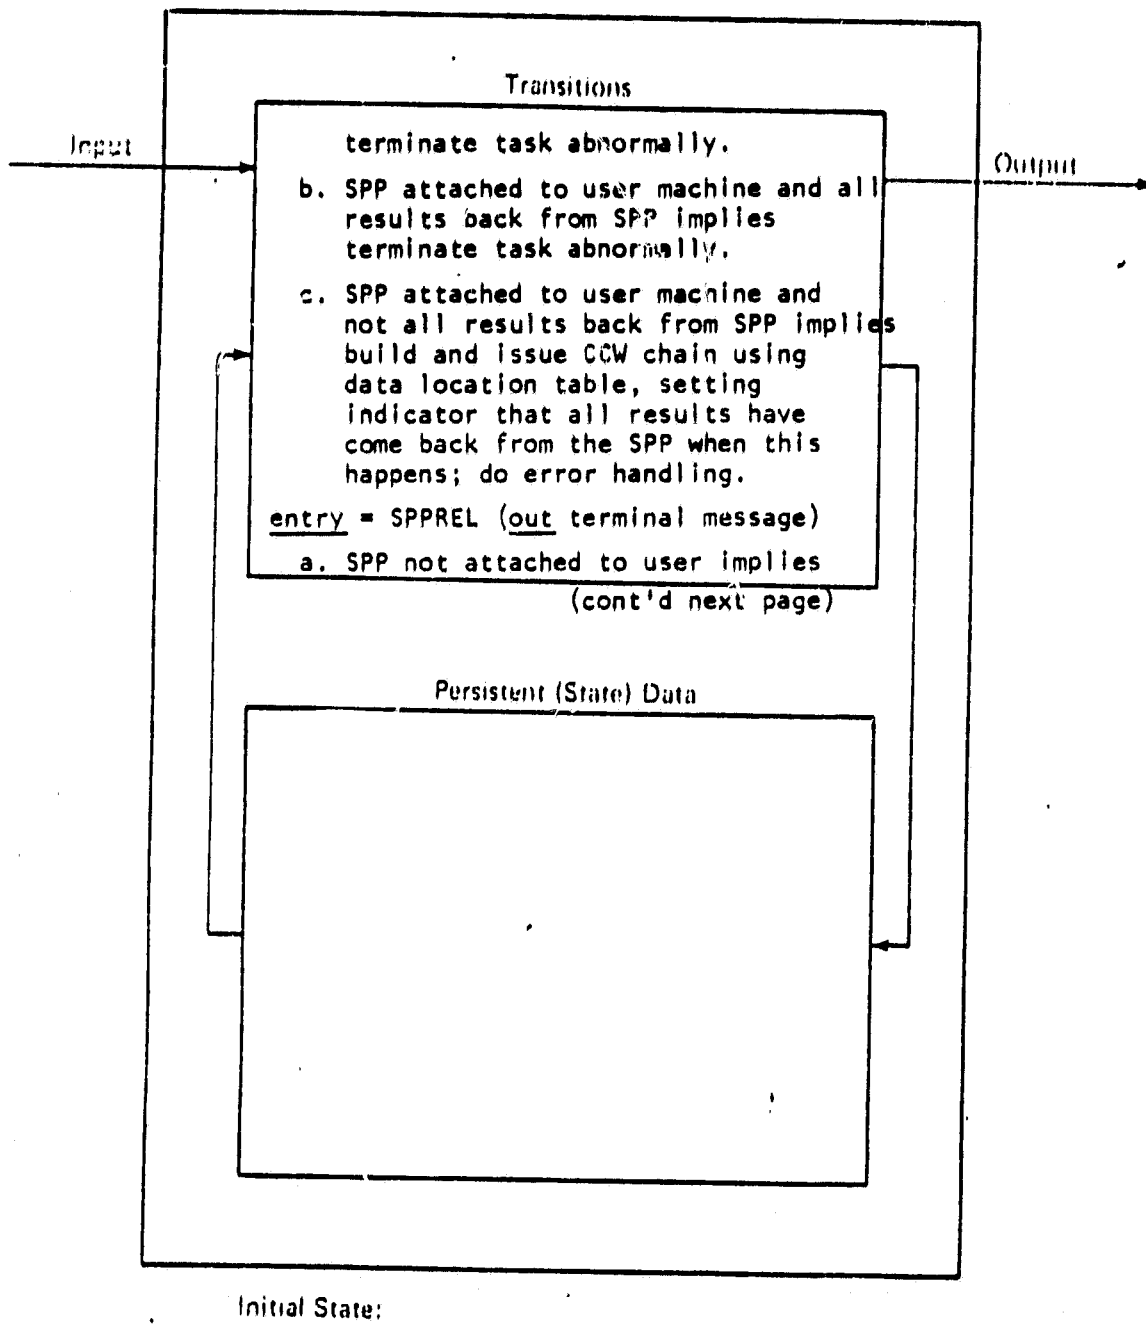 Transitions
Input
terminate task abnormally.
Output
b. SPP attached to user machine and all
results back from SPP implies
terminate task abnormally.
c. SPP attached to user machine and
not all results back from SPP implies
build and issue CCW chain using
data location table, setting
indicator that all results have
come back from the SPP when this
happens; do error handling.
entry = SPPREL (out terminal message)
a. SPP not attached to user implies
(cont'd next page)
Persistent (State) Data
Initial State: